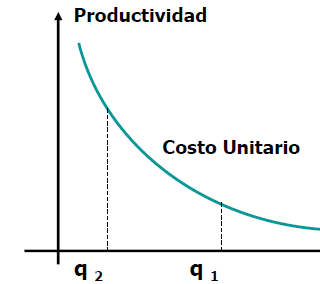 Productividad
Costo Unitario
q 2 q 1